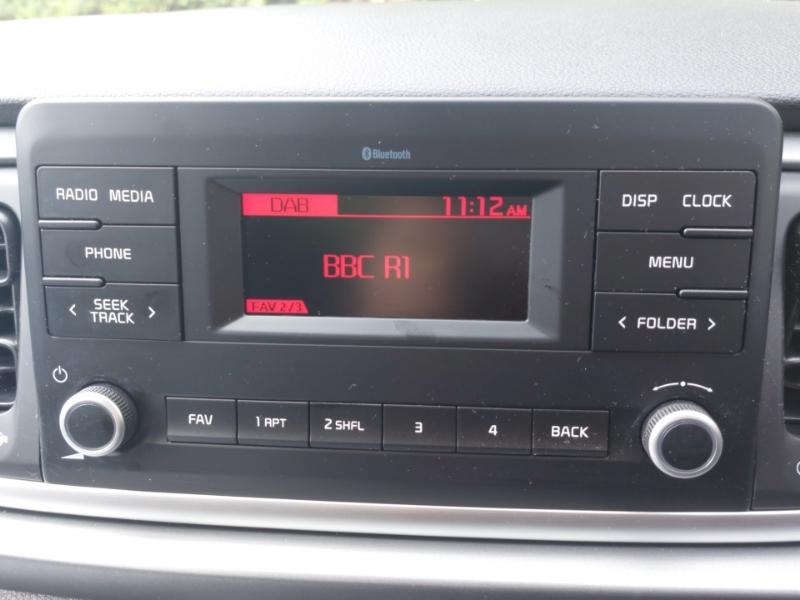 Bluetooth
RADIO MEDIA
PHONE
< SEEK >
TRACK
DAB 11:12 AM
BBC R1
FAV 2/3
DISP CLOCK
MENU
< FOLDER >
FAV
1 RPT
2 SHFL
3
4
BACK